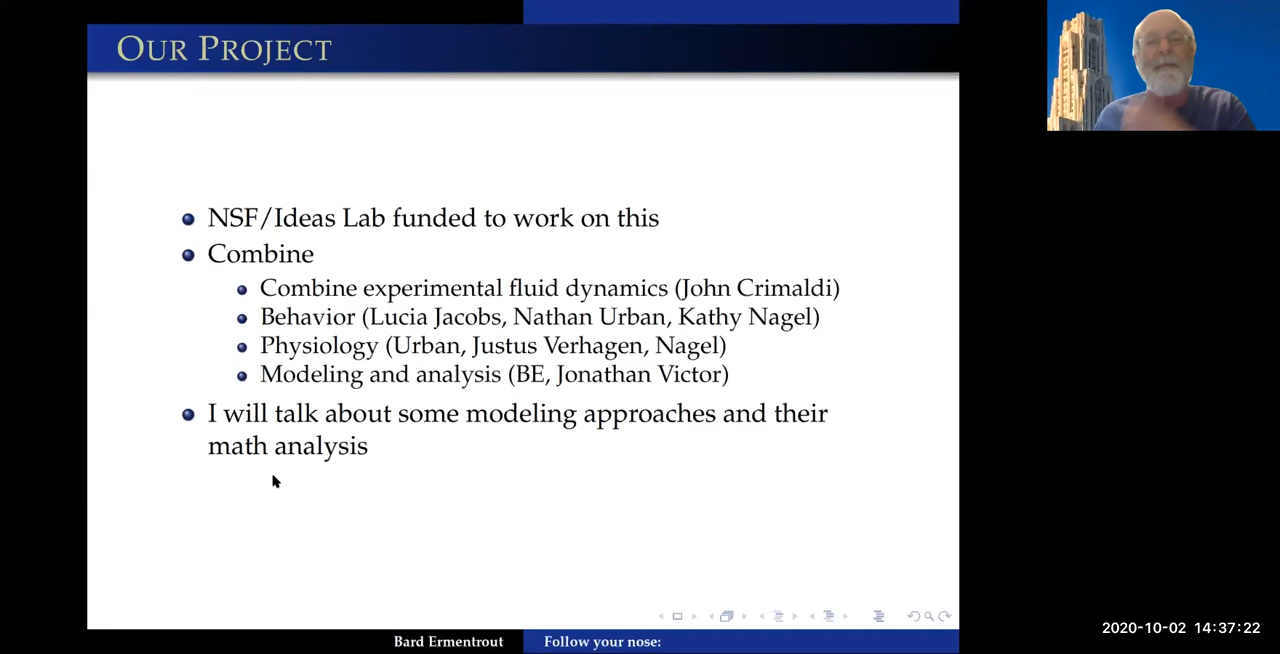 OUR PROJECT
NSF/Ideas Lab funded to work on this
Combine
Combine experimental fluid dynamics (John Crimaldi)
Behavior (Lucia Jacobs, Nathan Urban, Kathy Nagel)
Physiology (Urban, Justus Verhagen, Nagel)
Modeling and analysis (BE, Jonathan Victor)
I will talk about some modeling approaches and their
math analysis
Bard Ermentrout
Follow your nose:
2020-10-02 14:37:22